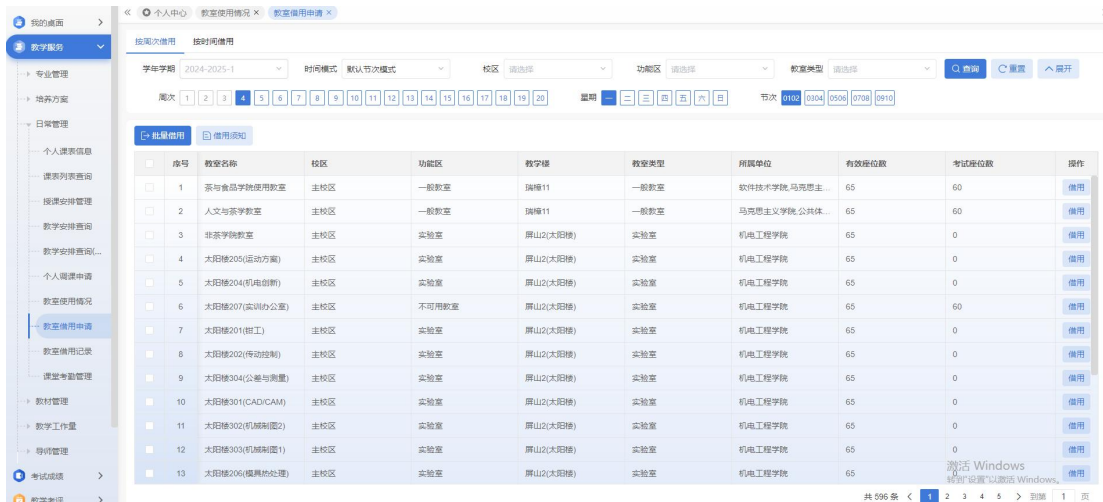 我的桌面
教学服务
专业管理
培养方案
日常管理
个人课表信息
课表列表查询
授课安排管理
教学安排查询
教学安排查询(...
个人调课申请
教室使用情况
教室借用申请
教室借用记录
课堂考勤管理
教材管理
教学工作量
导师管理
考试成绩
教学考评
个人中心 教室使用情况 × 教室借用申请 ×
按周次借用 按时间借用
学年学期 2024-2025-1 时间模式 默认节次模式 校区 请选择 功能区 请选择 教室类型 请选择 查询 重置 展开
周次 1 2 3 4 5 6 7 8 9 10 11 12 13 14 15 16 17 18 19 20 星期 一 二 三 四 五 六 日 节次 0102 0304 0506 0708 0910
批量借用 借用须知
序号 教室名称 校区 功能区 教学楼 教室类型 所属单位 有效座位数 考试座位数 操作
1 茶与食品学院使用教室 主校区 一般教室 瑞樟11 一般教室 软件技术学院,马克思主... 65 60 借用
2 人文与茶学教室 主校区 一般教室 瑞樟11 一般教室 马克思主义学院,公共体... 65 60 借用
3 非茶学院教室 主校区 实验室 屏山2(太阳楼) 实验室 机电工程学院 65 0 借用
4 太阳楼205(运动方案) 主校区 实验室 屏山2(太阳楼) 实验室 机电工程学院 65 0 借用
5 太阳楼204(机电创新) 主校区 实验室 屏山2(太阳楼) 实验室 机电工程学院 65 0 借用
6 太阳楼207(实训办公室) 主校区 不可用教室 屏山2(太阳楼) 实验室 机电工程学院 65 60 借用
7 太阳楼201(钳工) 主校区 实验室 屏山2(太阳楼) 实验室 机电工程学院 65 0 借用
8 太阳楼202(传动控制) 主校区 实验室 屏山2(太阳楼) 实验室 机电工程学院 65 0 借用
9 太阳楼304(公差与测量) 主校区 实验室 屏山2(太阳楼) 实验室 机电工程学院 65 0 借用
10 太阳楼301(CAD/CAM) 主校区 实验室 屏山2(太阳楼) 实验室 机电工程学院 65 0 借用
11 太阳楼302(机械制图2) 主校区 实验室 屏山2(太阳楼) 实验室 机电工程学院 65 0 借用
12 太阳楼303(机械制图1) 主校区 实验室 屏山2(太阳楼) 实验室 机电工程学院 65 0 借用
13 太阳楼206(模具热处理) 主校区 实验室 屏山2(太阳楼) 实验室 机电工程学院 65 0 借用
激活 Windows
转到"设置"以激活 Windows。
共 596 条 < 1 2 3 4 5 > 到第 1 页